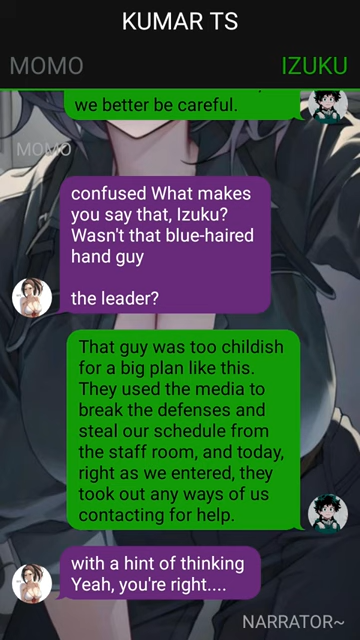 KUMAR TS
MOMO
IZUKU
we better be careful.
MOMO
confused What makes
you say that, Izuku?
Wasn't that blue-haired
hand guy
the leader?
That guy was too childish
for a big plan like this.
They used the media to
break the defenses and
steal our schedule from
the staff room, and today,
right as we entered, they
took out any ways of us
contacting for help.
with a hint of thinking
Yeah, you're right....
NARRATOR~